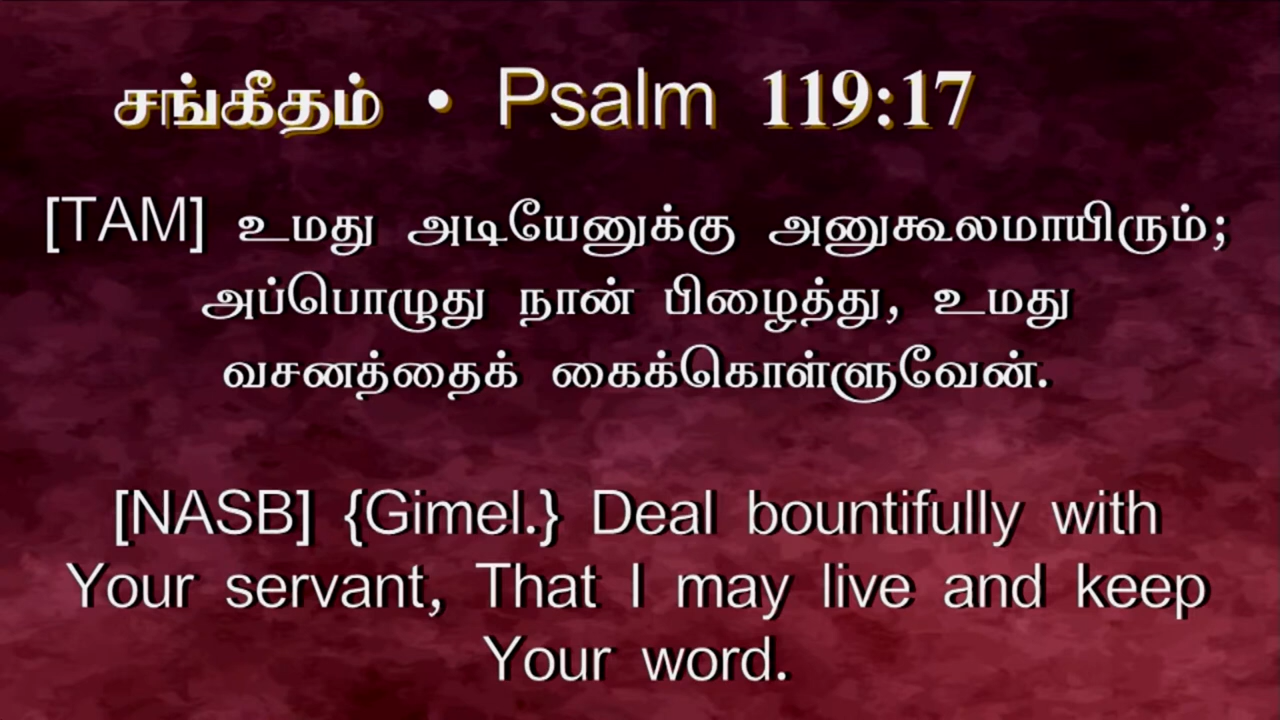 சங்கீதம் • Psalm 119:17
[TAM] உமது அடியேனுக்கு அனுகூலமாயிரும்;
அப்பொழுது நான் பிழைத்து, உமது
வசனத்தைக் கைக்கொள்ளுவேன்.
[NASB] {Gimel.} Deal bountifully with
Your servant, That I may live and keep
Your word.